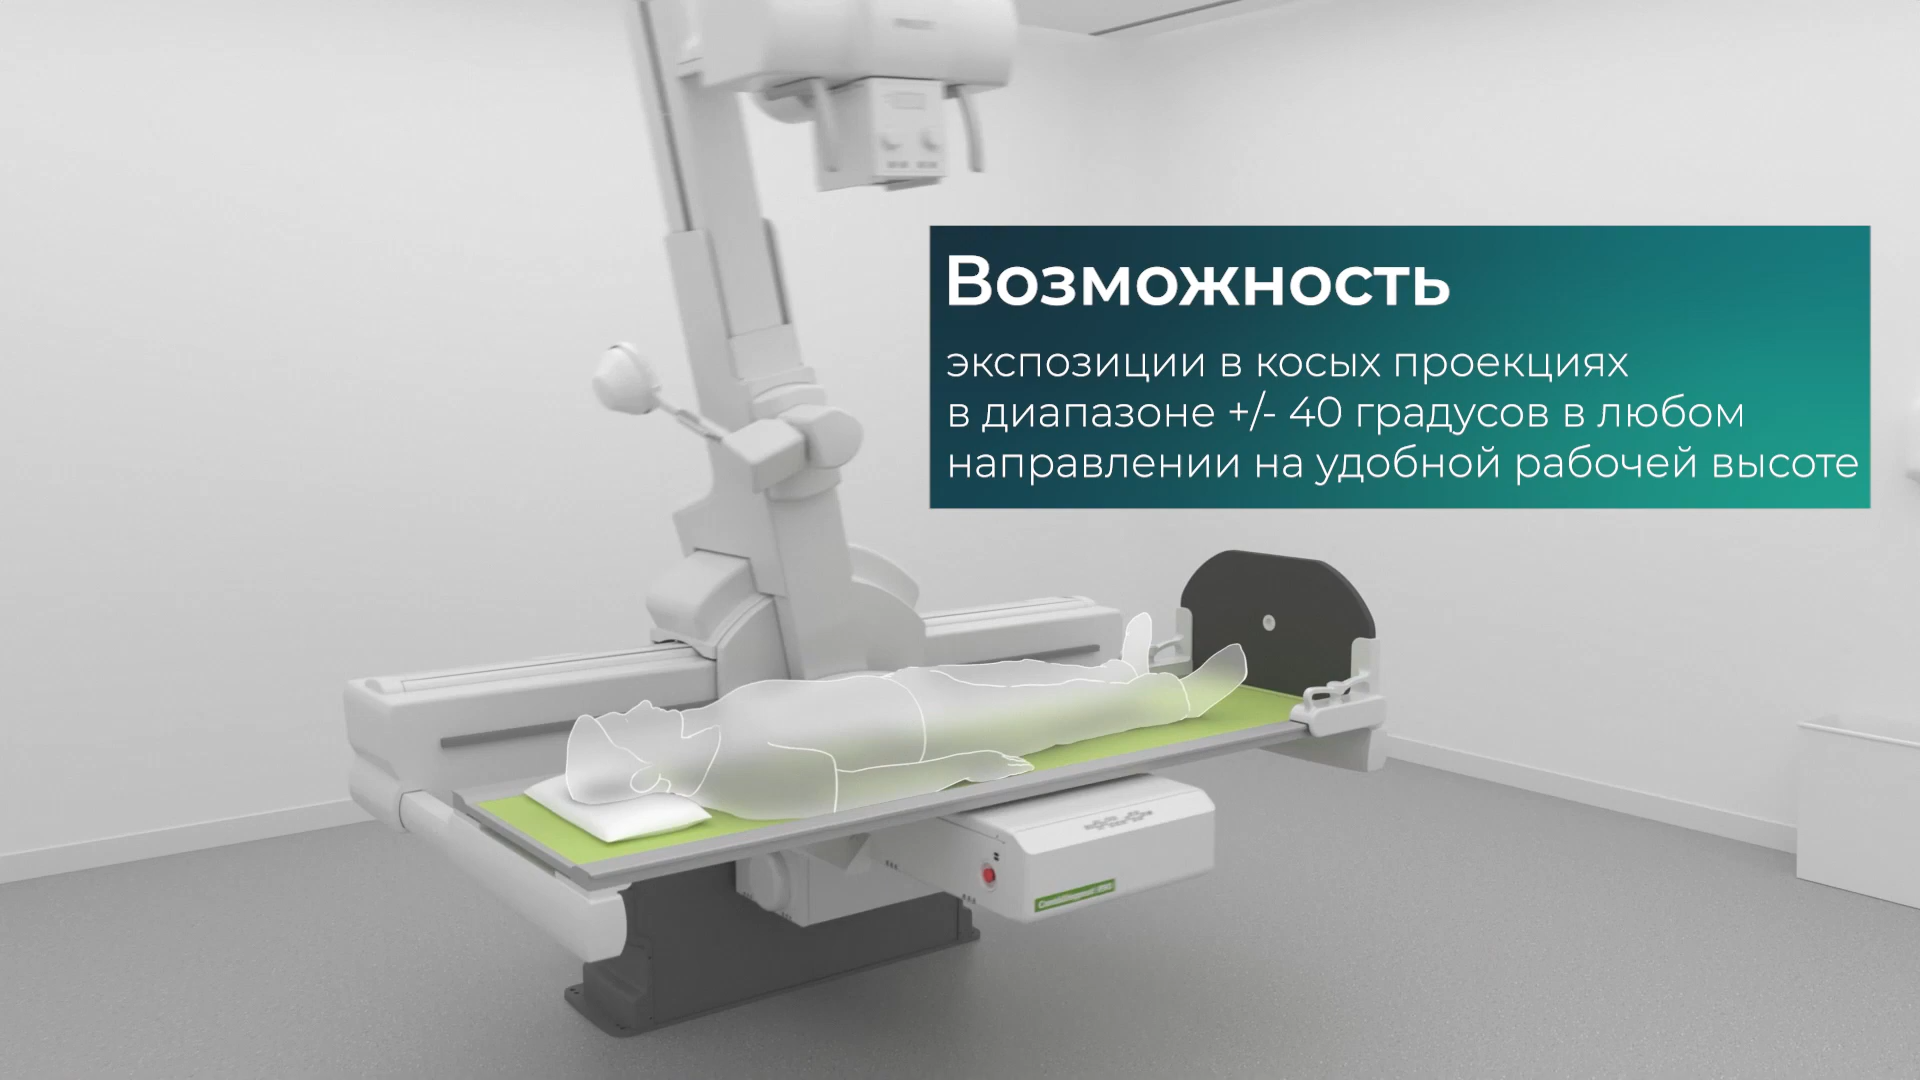 Возможность
экспозиции в косых проекциях
в диапазоне +/- 40 градусов в любом
направлении на удобной рабочей высоте